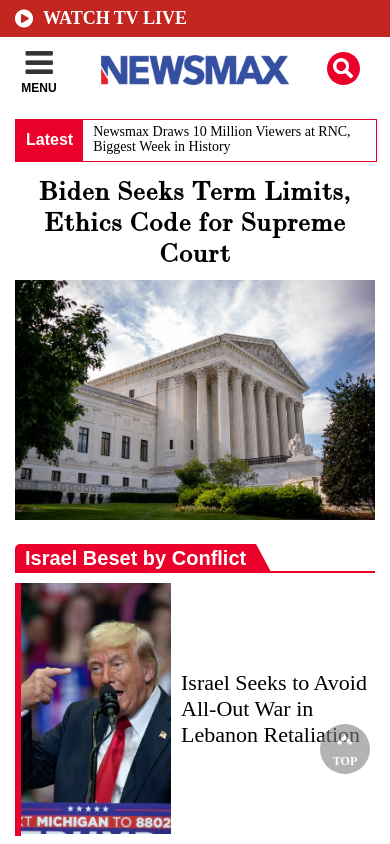 WATCH TV LIVE
MENU
NEWSMAX
Latest
Newsmax Draws 10 Million Viewers at RNC,
Biggest Week in History
Biden Seeks Term Limits,
Ethics Code for Supreme
Court
Israel Beset by Conflict
Israel Seeks to Avoid
All-Out War in
Lebanon Retaliation
TOP
XT MICHIGAN TO 8802